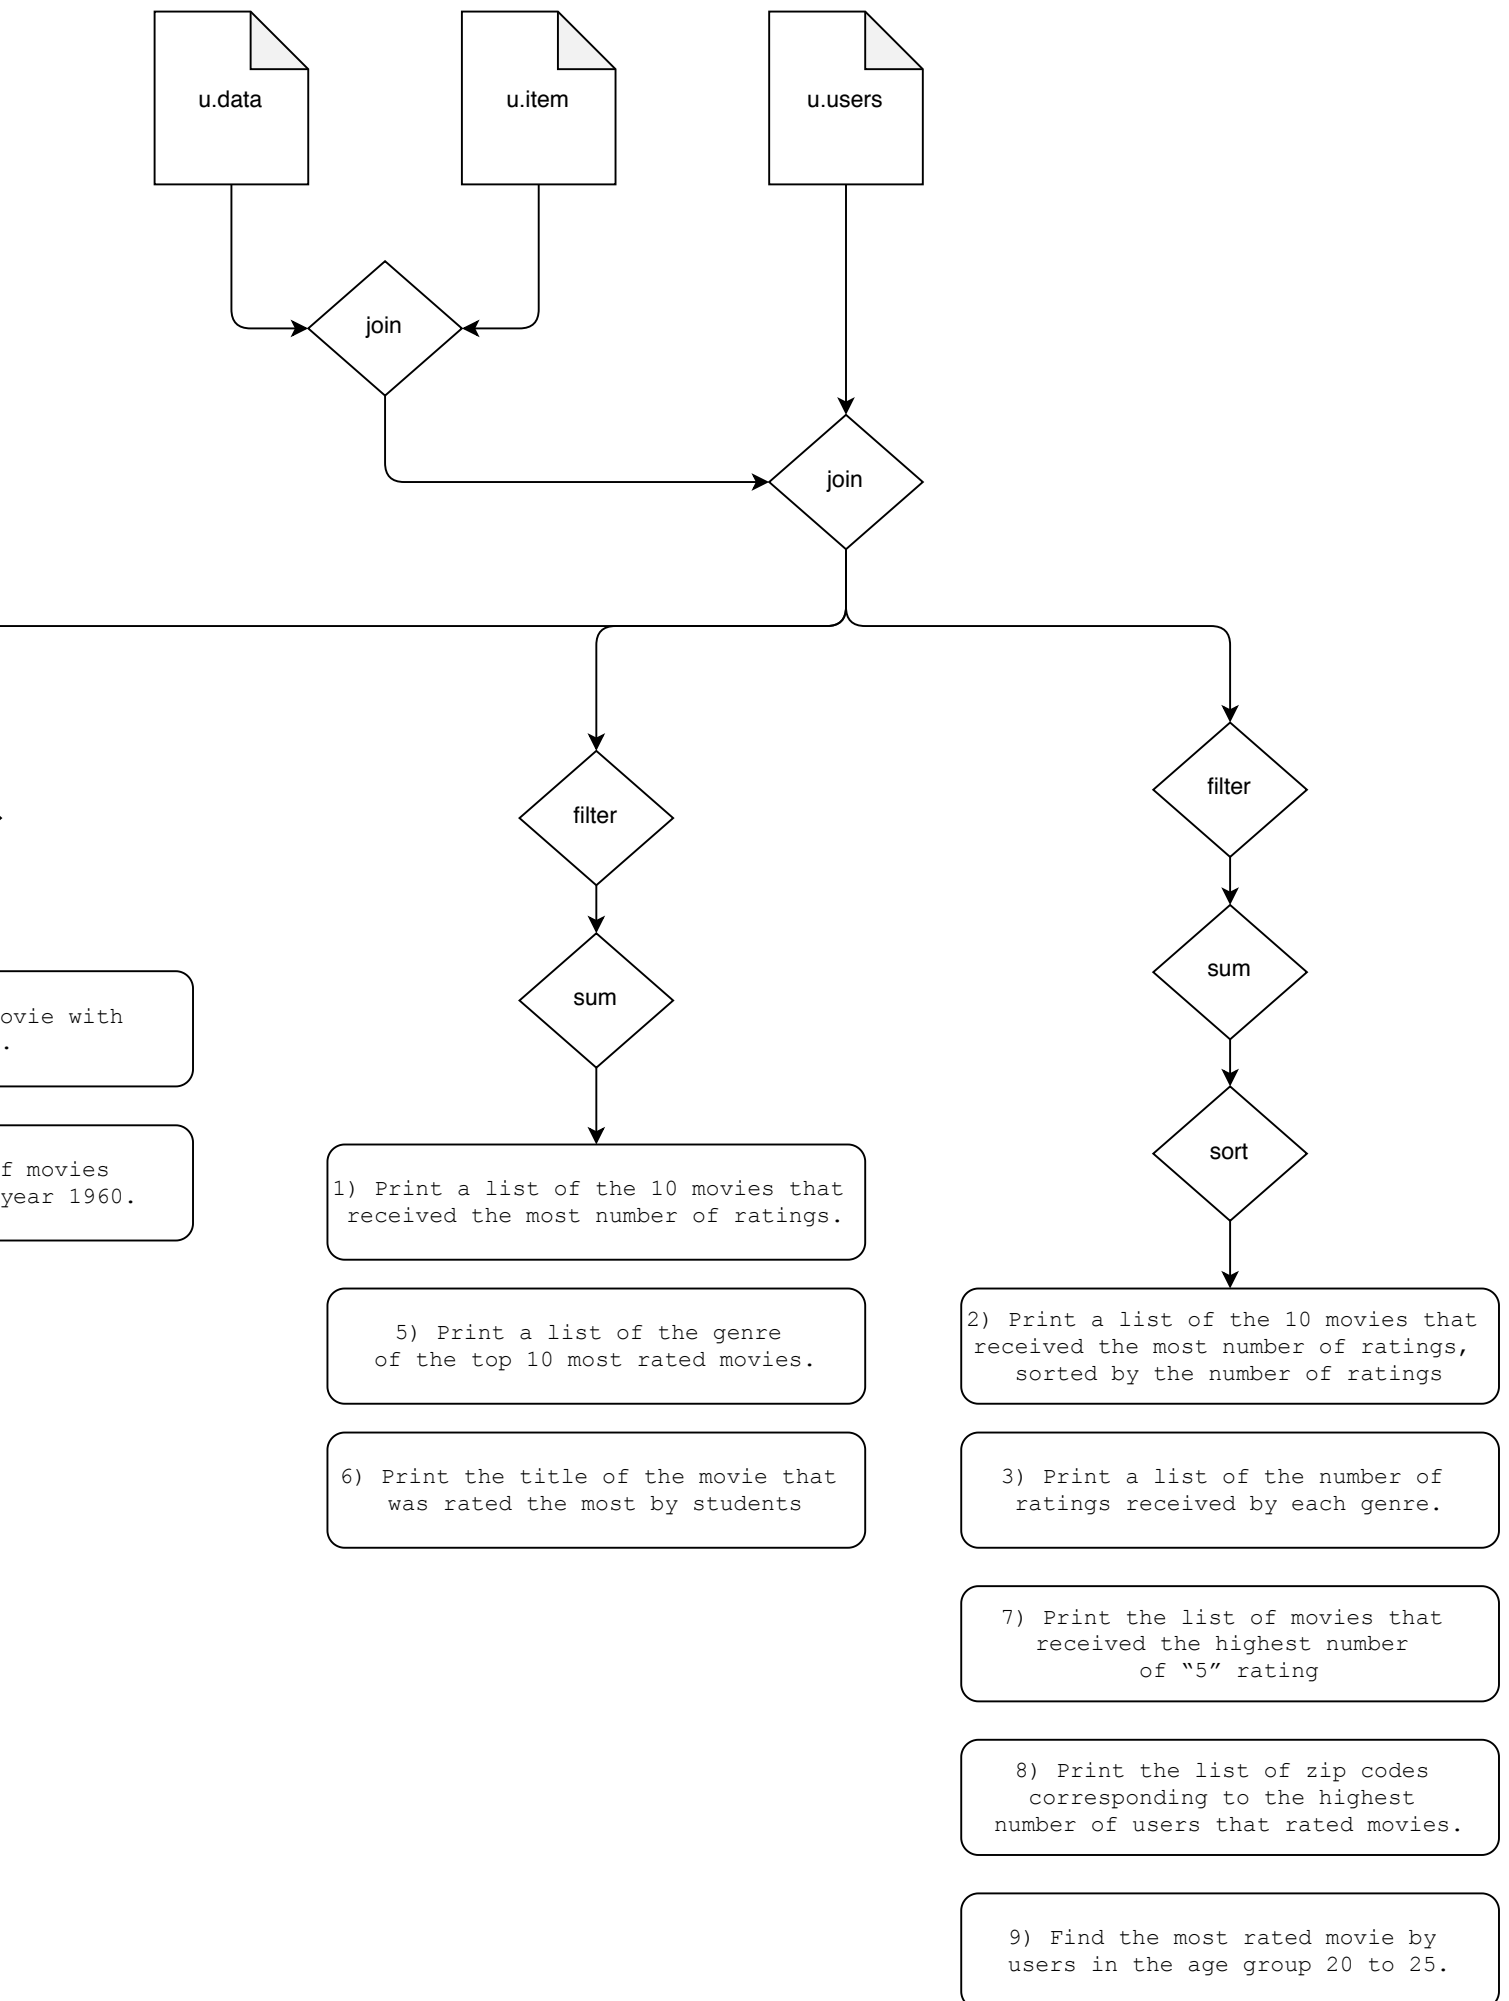 u.data
u.item
u.users
join
join
filter
filter
sum
sum
sort
ovie with
.
f movies
year 1960.
1) Print a list of the 10 movies that
received the most number of ratings.
5) Print a list of the genre
of the top 10 most rated movies.
6) Print the title of the movie that
was rated the most by students
2) Print a list of the 10 movies that
received the most number of ratings,
sorted by the number of ratings
3) Print a list of the number of
ratings received by each genre.
7) Print the list of movies that
received the highest number
of “5” rating
8) Print the list of zip codes
corresponding to the highest
number of users that rated movies.
9) Find the most rated movie by
users in the age group 20 to 25.